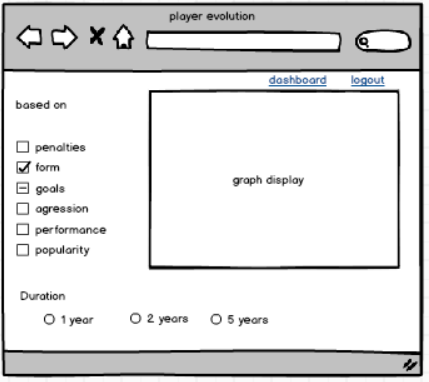 player evolution
dashboard logout
based on
penalties
form
goals
agression
performance
popularity
graph display
Duration
1 year 2 years 5 years